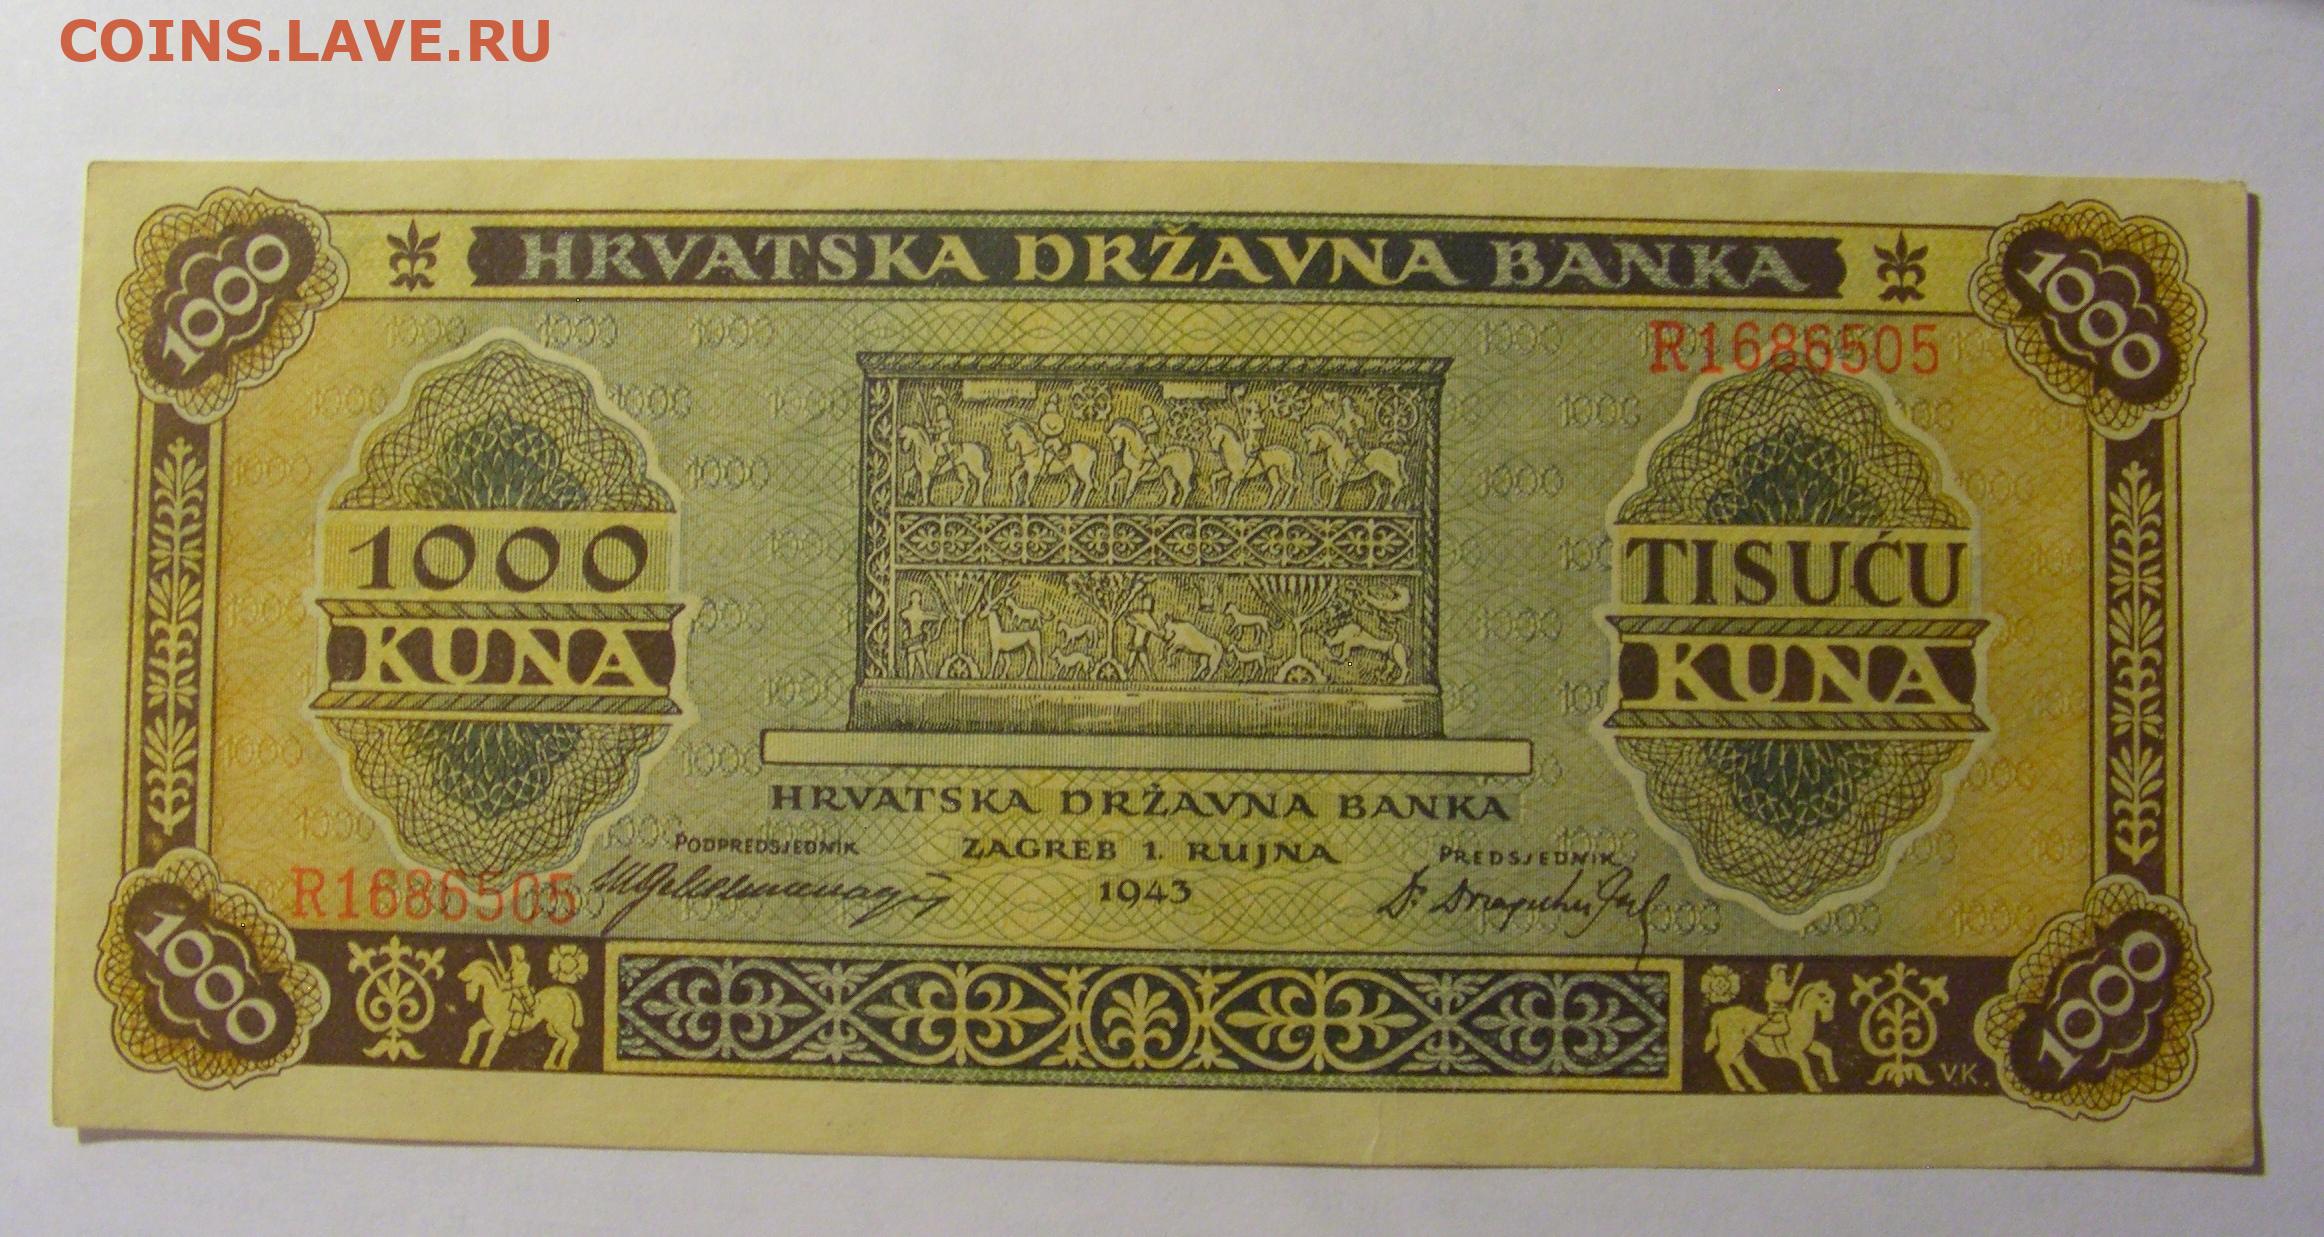 COINS.LAVE.RU
1000
HRVATSKA DRŽAVNA BANKA
1000
R1686505
1000
KUNA
TISUĆU
KUNA
HRVATSKA DRŽAVNA BANKA
PODPREDSJEDNIK
ZAGREB 1. RUJNA
1943
PREDSJEDNIK
R1686505
1000
V.K.
1000